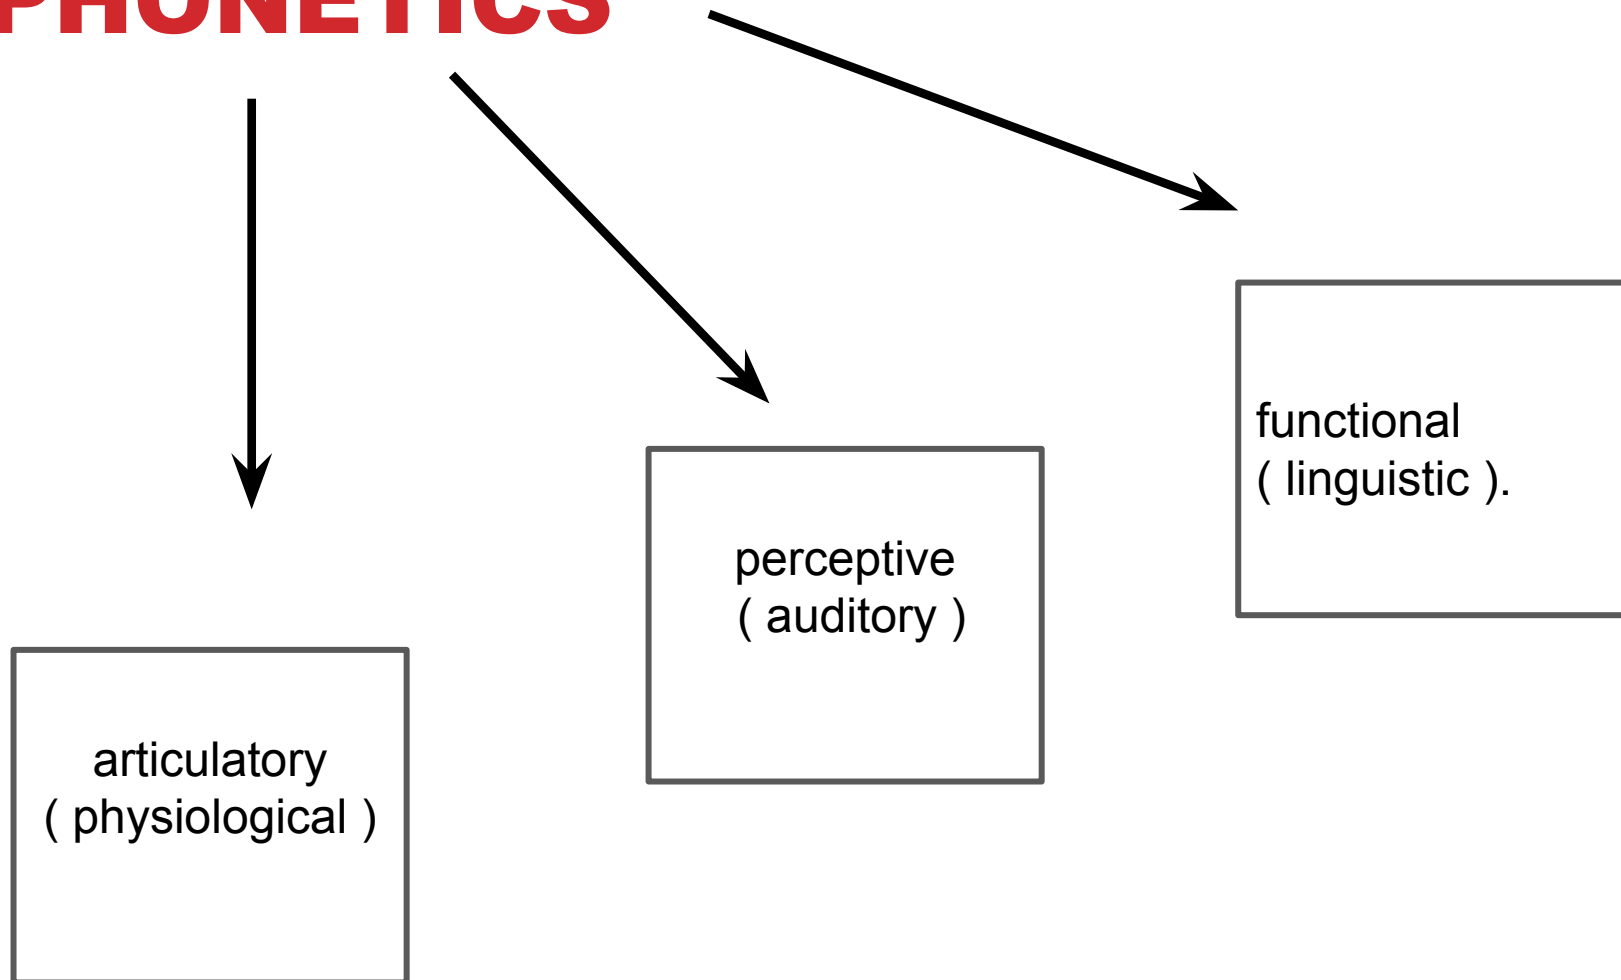 PHONETICS
functional
( linguistic ).
perceptive
( auditory )
articulatory
( physiological )